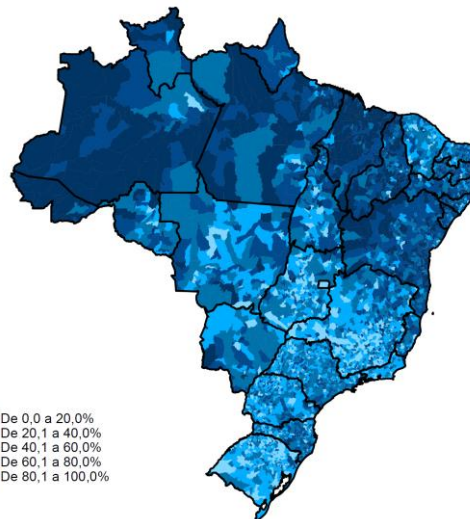 De 0,0 a 20,0%
De 20,1 a 40,0%
De 40,1 a 60,0%
De 60,1 a 80,0%
De 80,1 a 100,0%